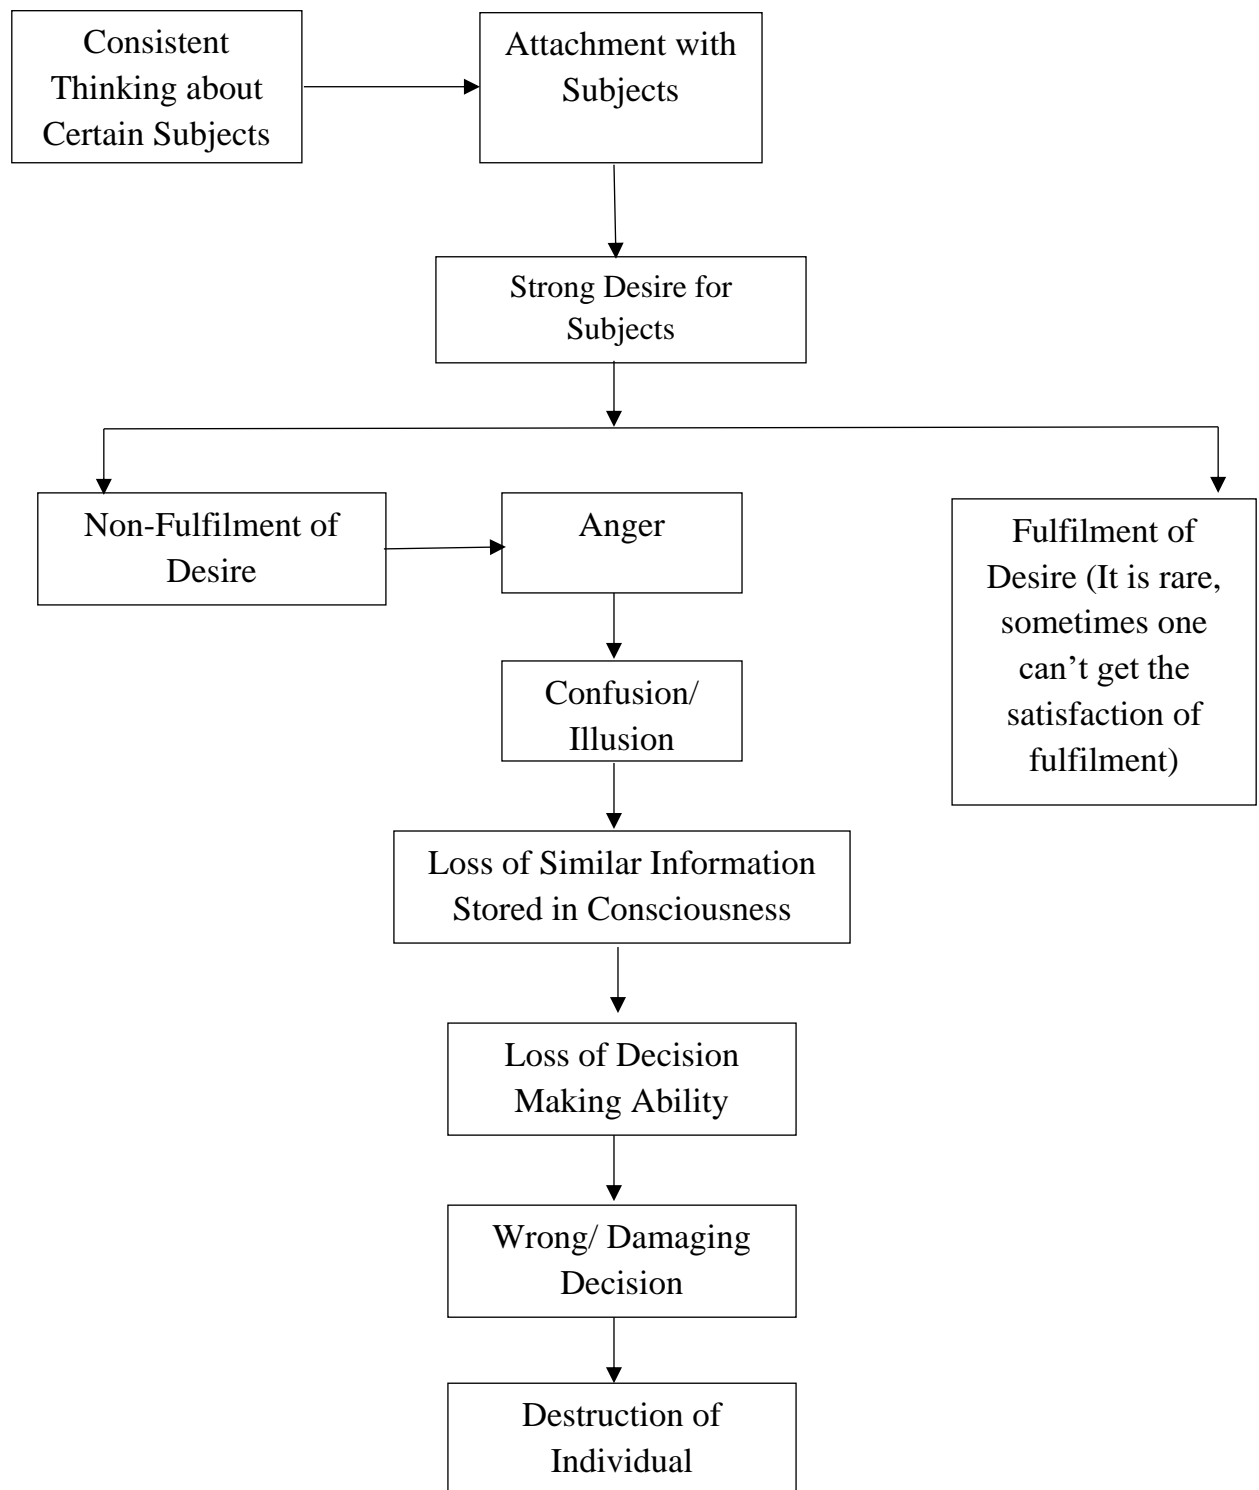 Consistent
Thinking about
Certain Subjects
Attachment with
Subjects
Strong Desire for
Subjects
Non-Fulfilment of
Desire
Anger
Fulfilment of
Desire (It is rare,
sometimes one
can’t get the
satisfaction of
fulfilment)
Confusion/
Illusion
Loss of Similar Information
Stored in Consciousness
Loss of Decision
Making Ability
Wrong/ Damaging
Decision
Destruction of
Individual